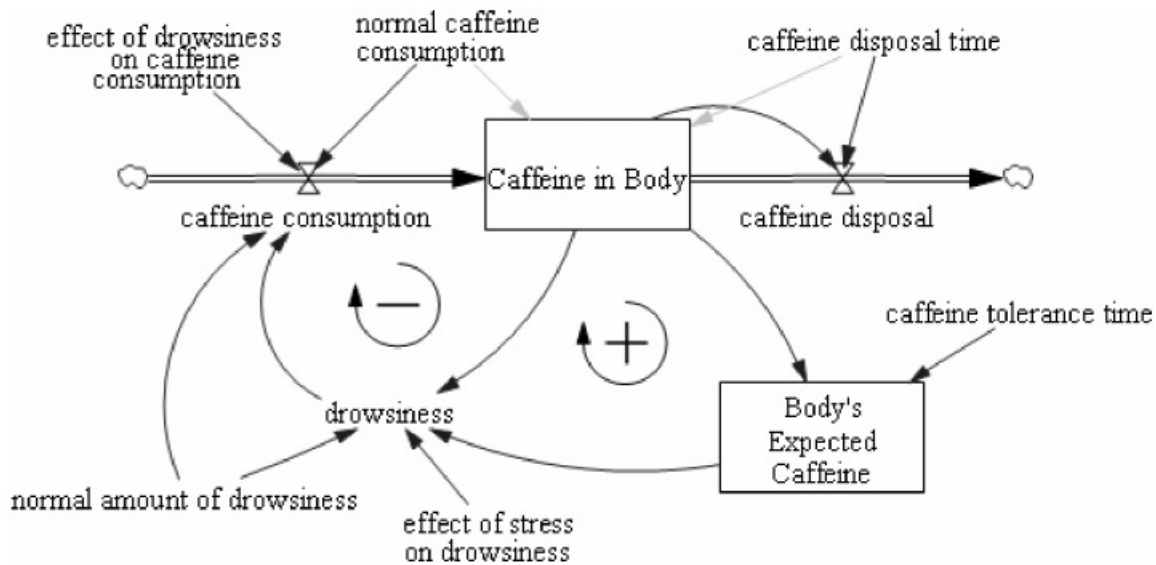 effect of drowsiness
on caffeine
consumption
normal caffeine
consumption
caffeine disposal time
Caffeine in Body
caffeine consumption
caffeine disposal
−
+
caffeine tolerance time
drowsiness
Body's
Expected
Caffeine
normal amount of drowsiness
effect of stress
on drowsiness